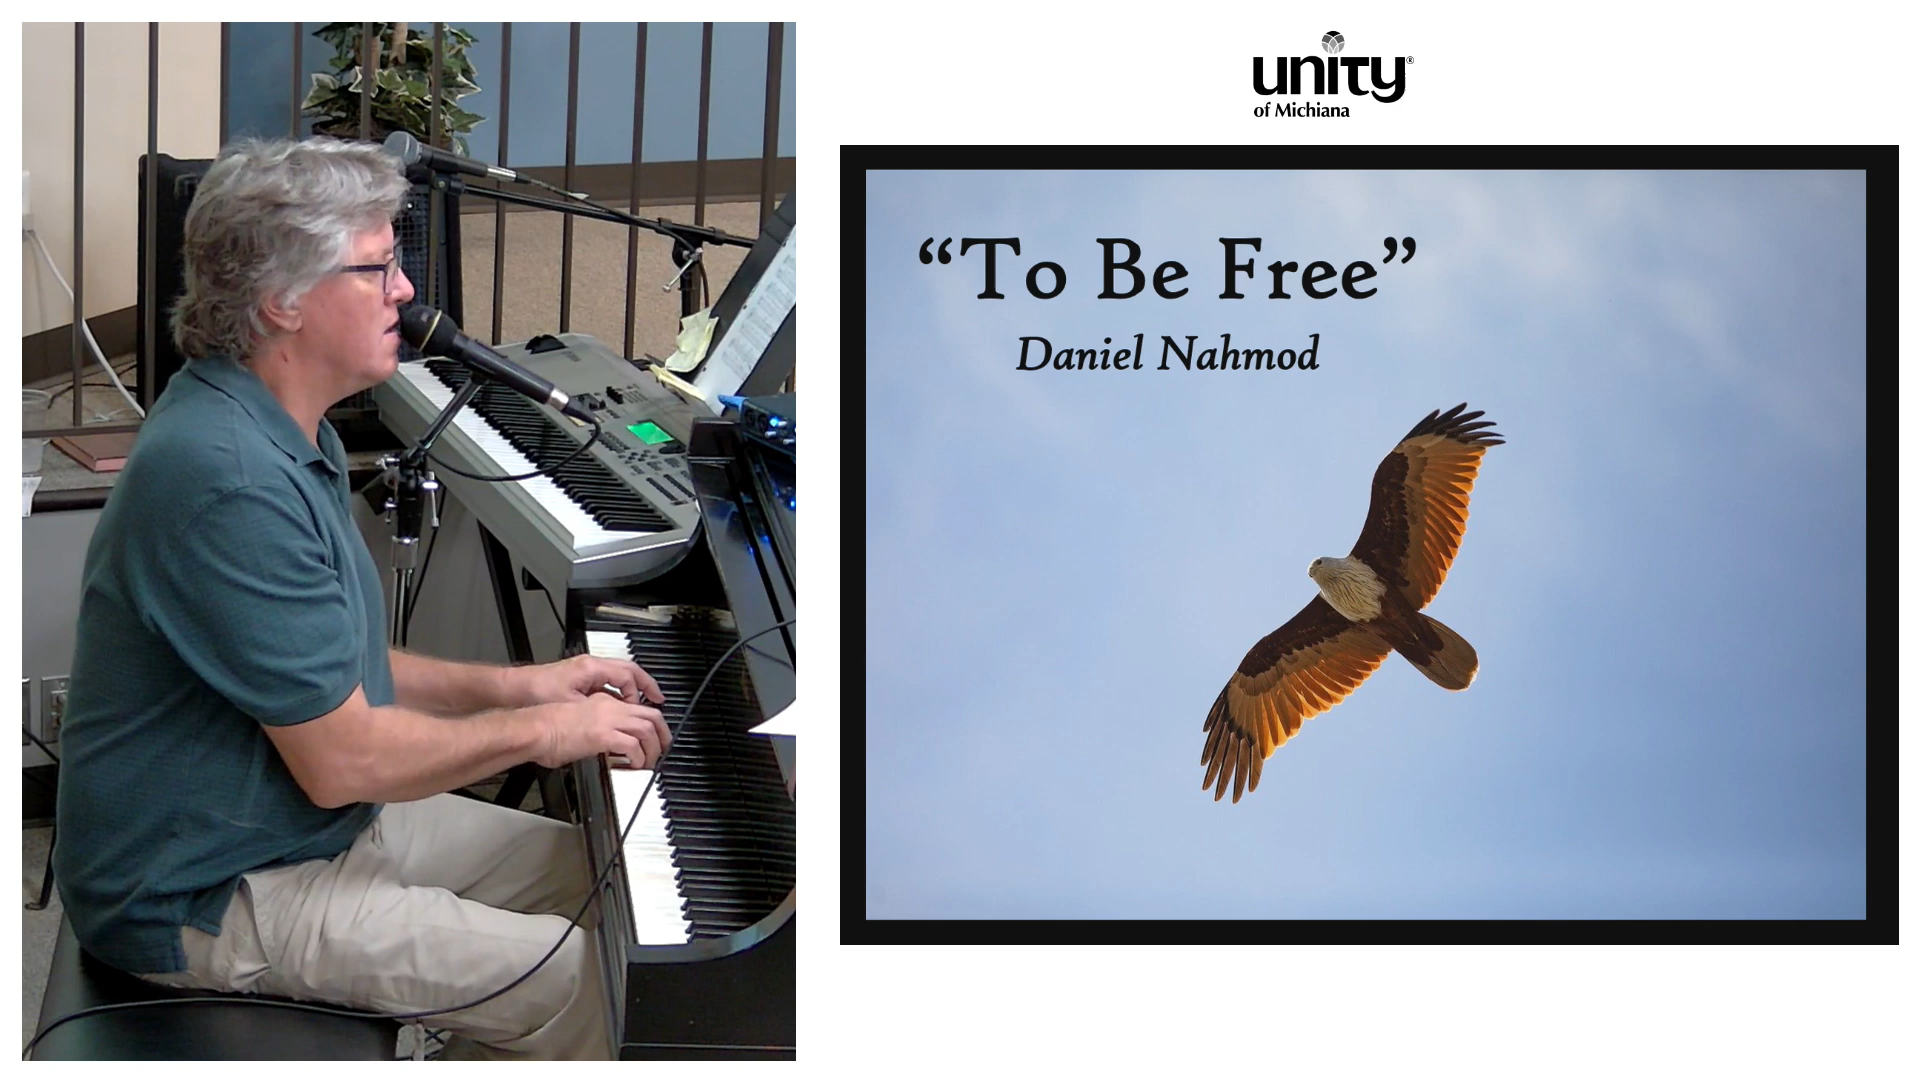 unity®
of Michiana
“To Be Free”
Daniel Nahmod